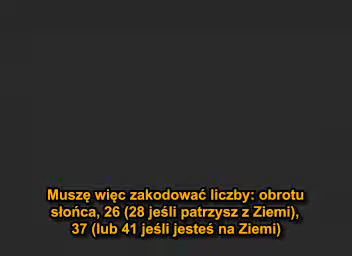 Muszę więc zakodować liczby: obrotu
słońca, 26 (28 jeśli patrzysz z Ziemi),
37 (lub 41 jeśli jesteś na Ziemi)